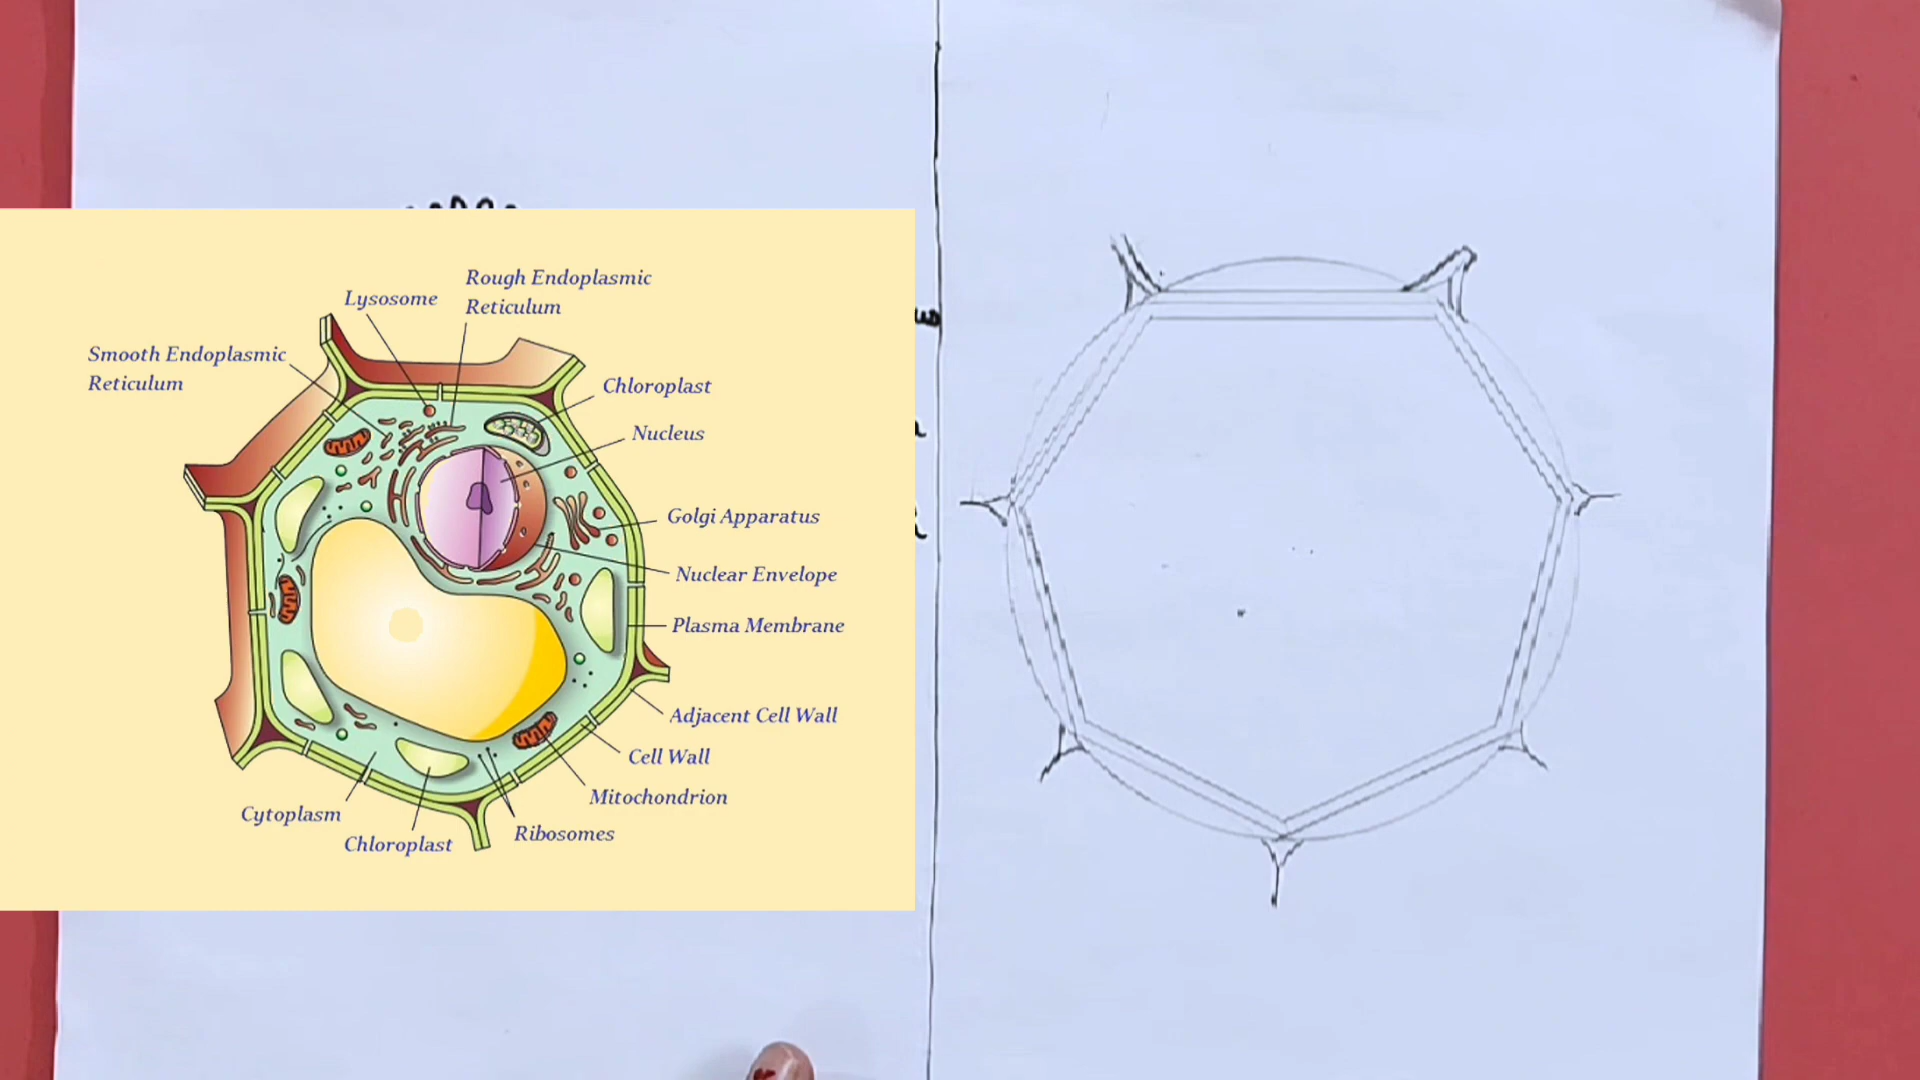 Rough Endoplasmic
Reticulum
Lysosome
Smooth Endoplasmic
Reticulum
Chloroplast
Nucleus
Golgi Apparatus
Nuclear Envelope
Plasma Membrane
Adjacent Cell Wall
Cell Wall
Mitochondrion
Cytoplasm
Ribosomes
Chloroplast